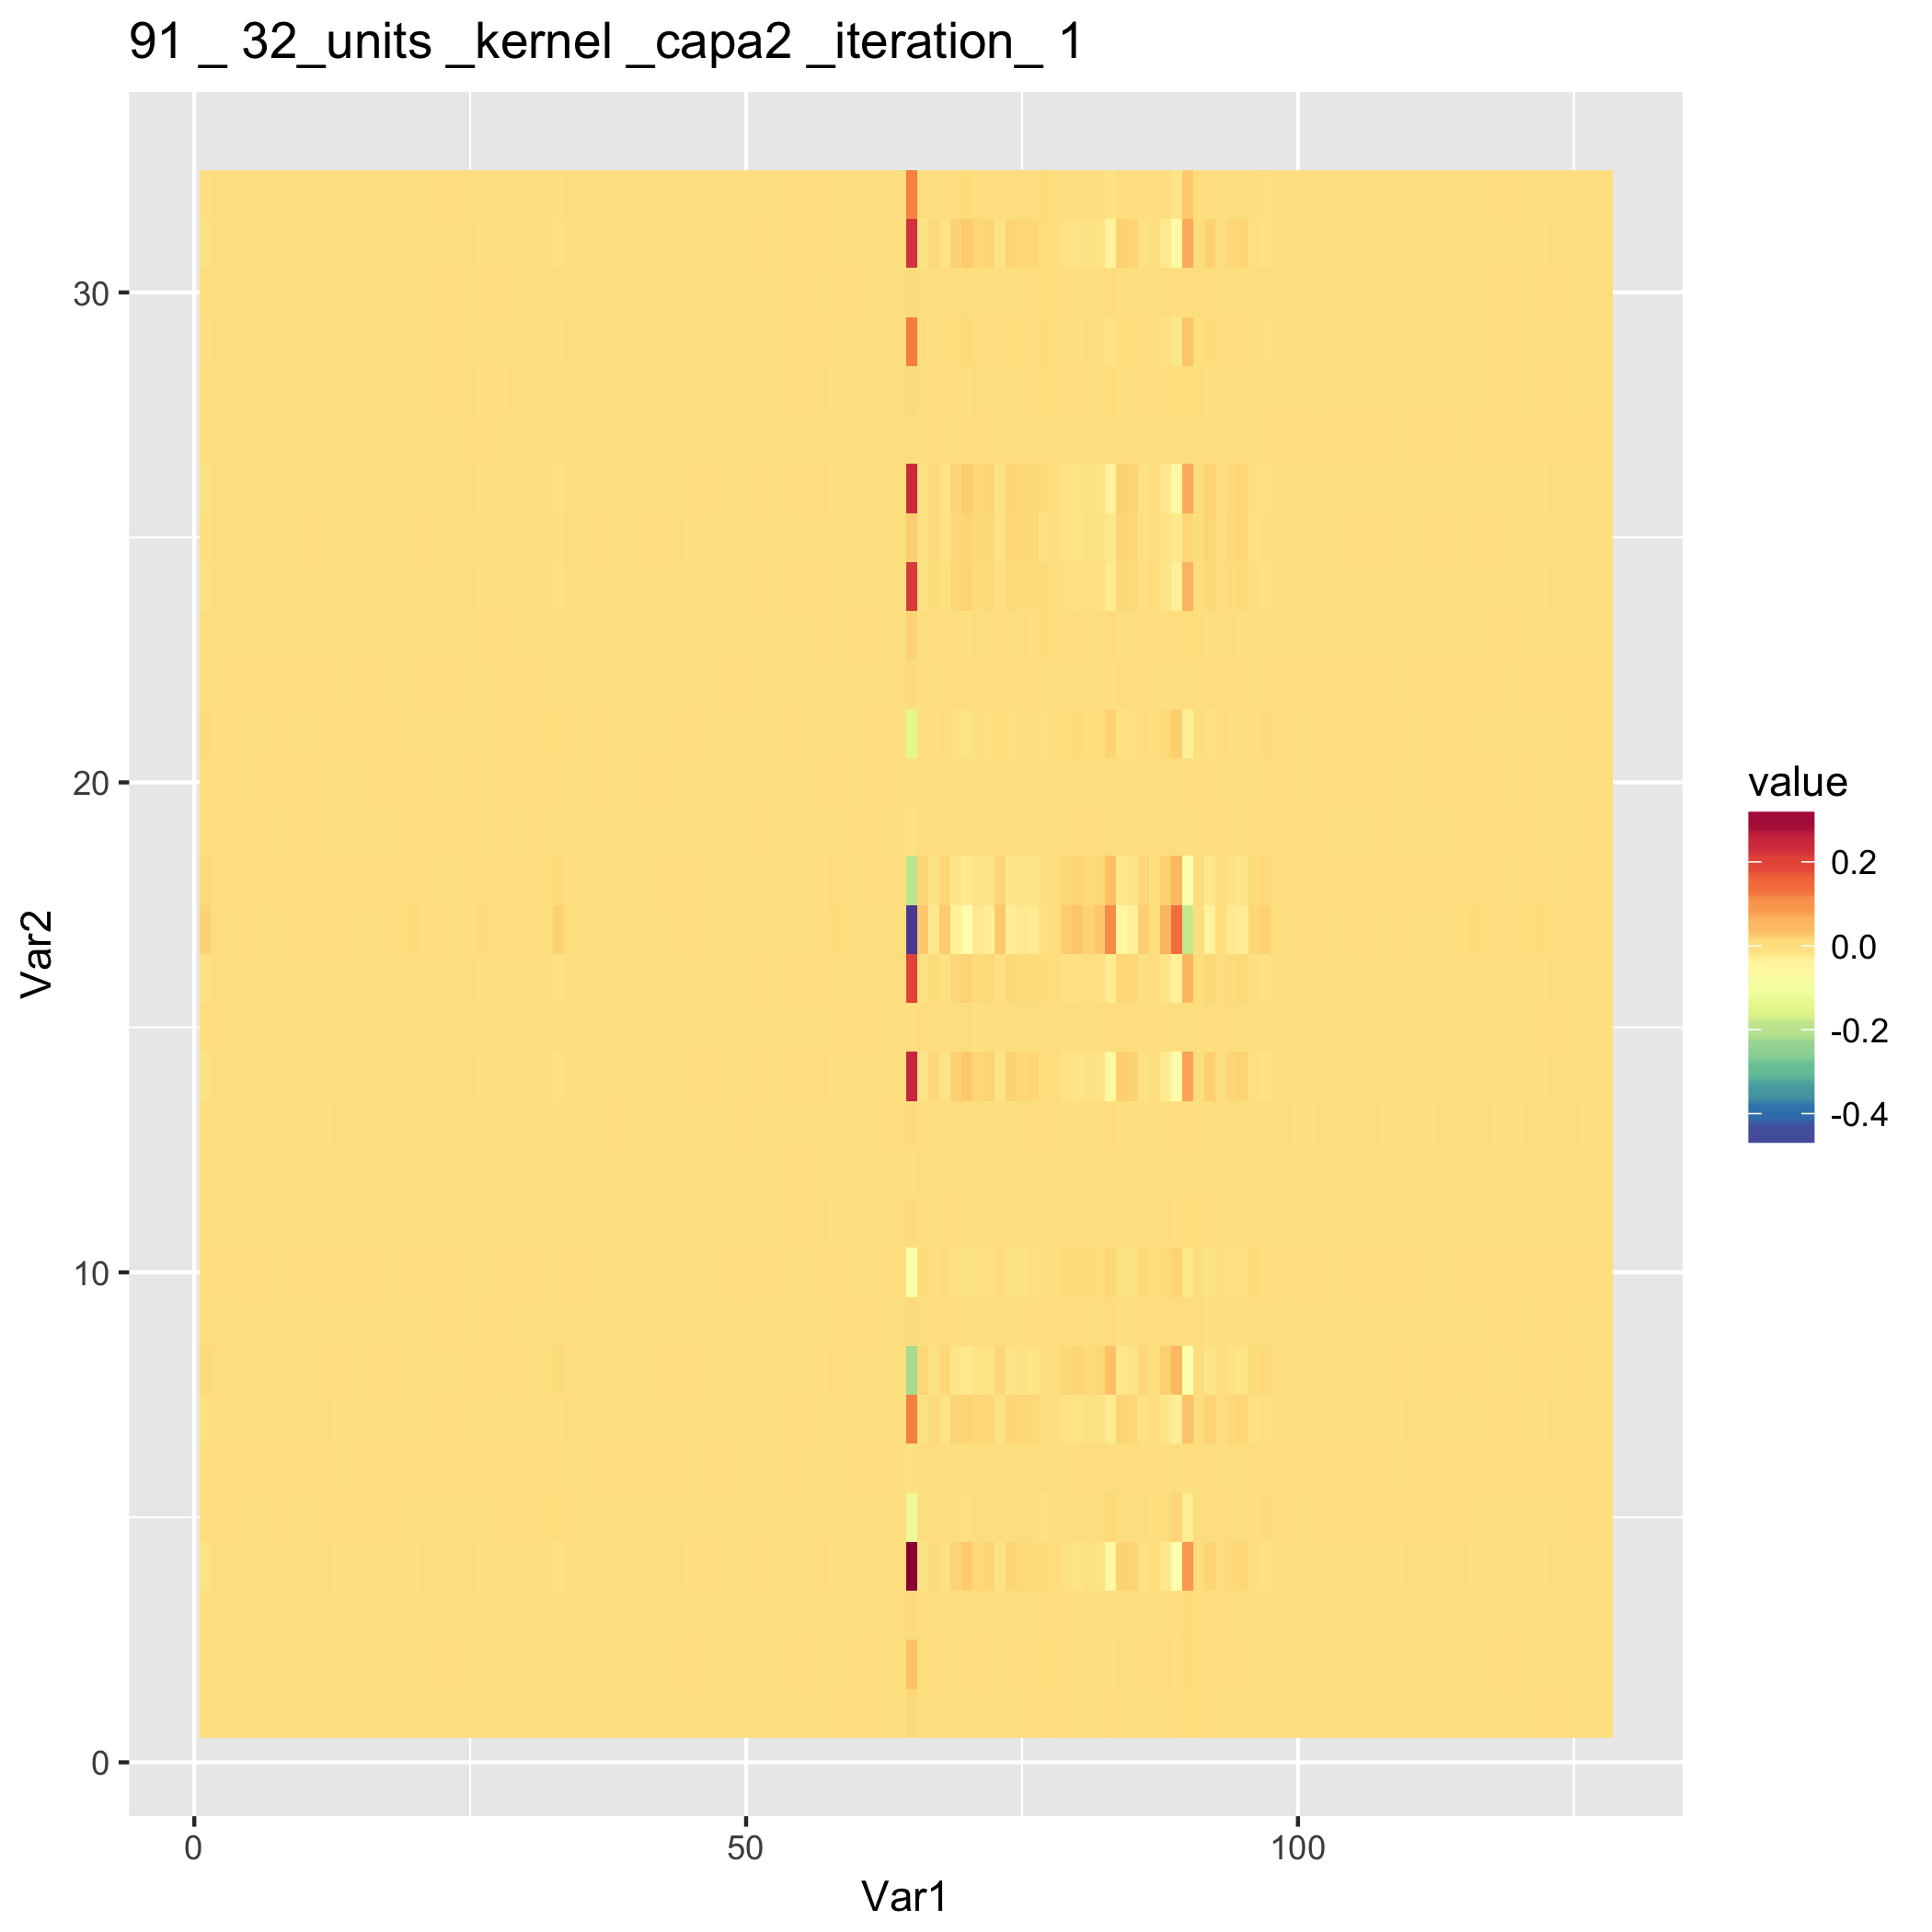 91 _ 32_units _kernel _capa2 _iteration_ 1
30
20
10
0
Var2
0
50
100
Var1
value
0.2
0.0
-0.2
-0.4